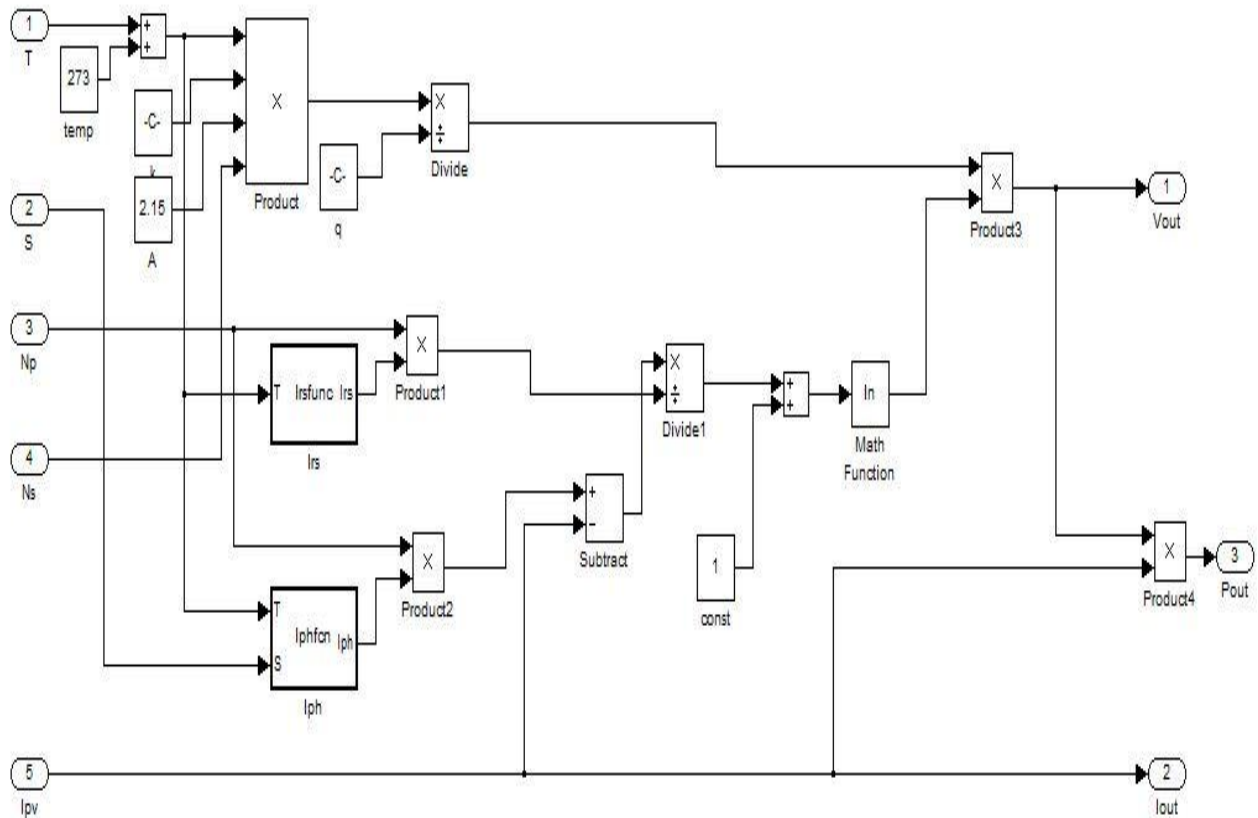 1
T
+
+
273
temp
-C-
k
2.15
A
×
Product
-C-
q
×
÷
Divide
×
Product3
1
Vout
2
S
3
Np
4
Ns
T Irsfunc Irs
Irs
×
Product1
×
÷
Divide1
+
+
ln
Math
Function
+
−
Subtract
1
const
×
Product2
T
S
Iphfcn
Iph
Iph
×
Product4
3
Pout
5
Ipv
2
Iout